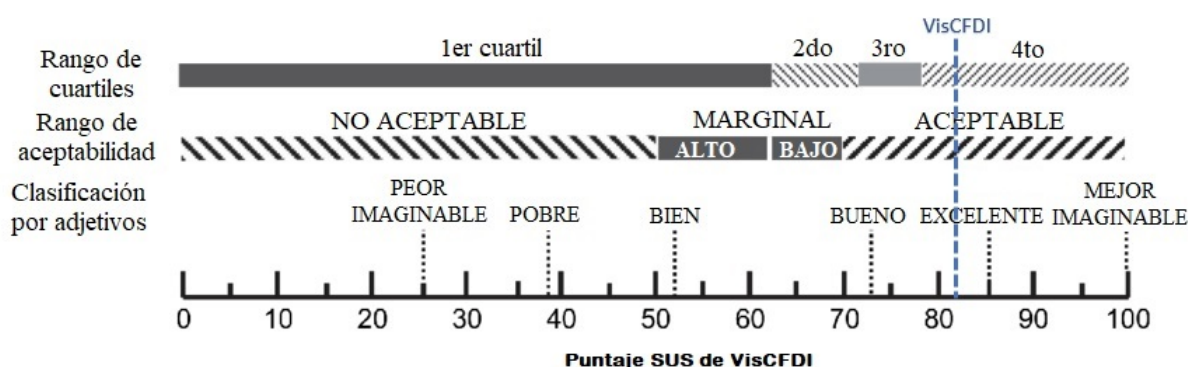 VisCFDI
Rango de
cuartiles
1er cuartil
2do
3ro
4to
Rango de
aceptabilidad
NO ACEPTABLE
MARGINAL
ACEPTABLE
ALTO
BAJO
Clasificación
por adjetivos
PEOR
IMAGINABLE
POBRE
BIEN
BUENO
EXCELENTE
MEJOR
IMAGINABLE
0 10 20 30 40 50 60 70 80 90 100
Puntaje SUS de VisCFDI